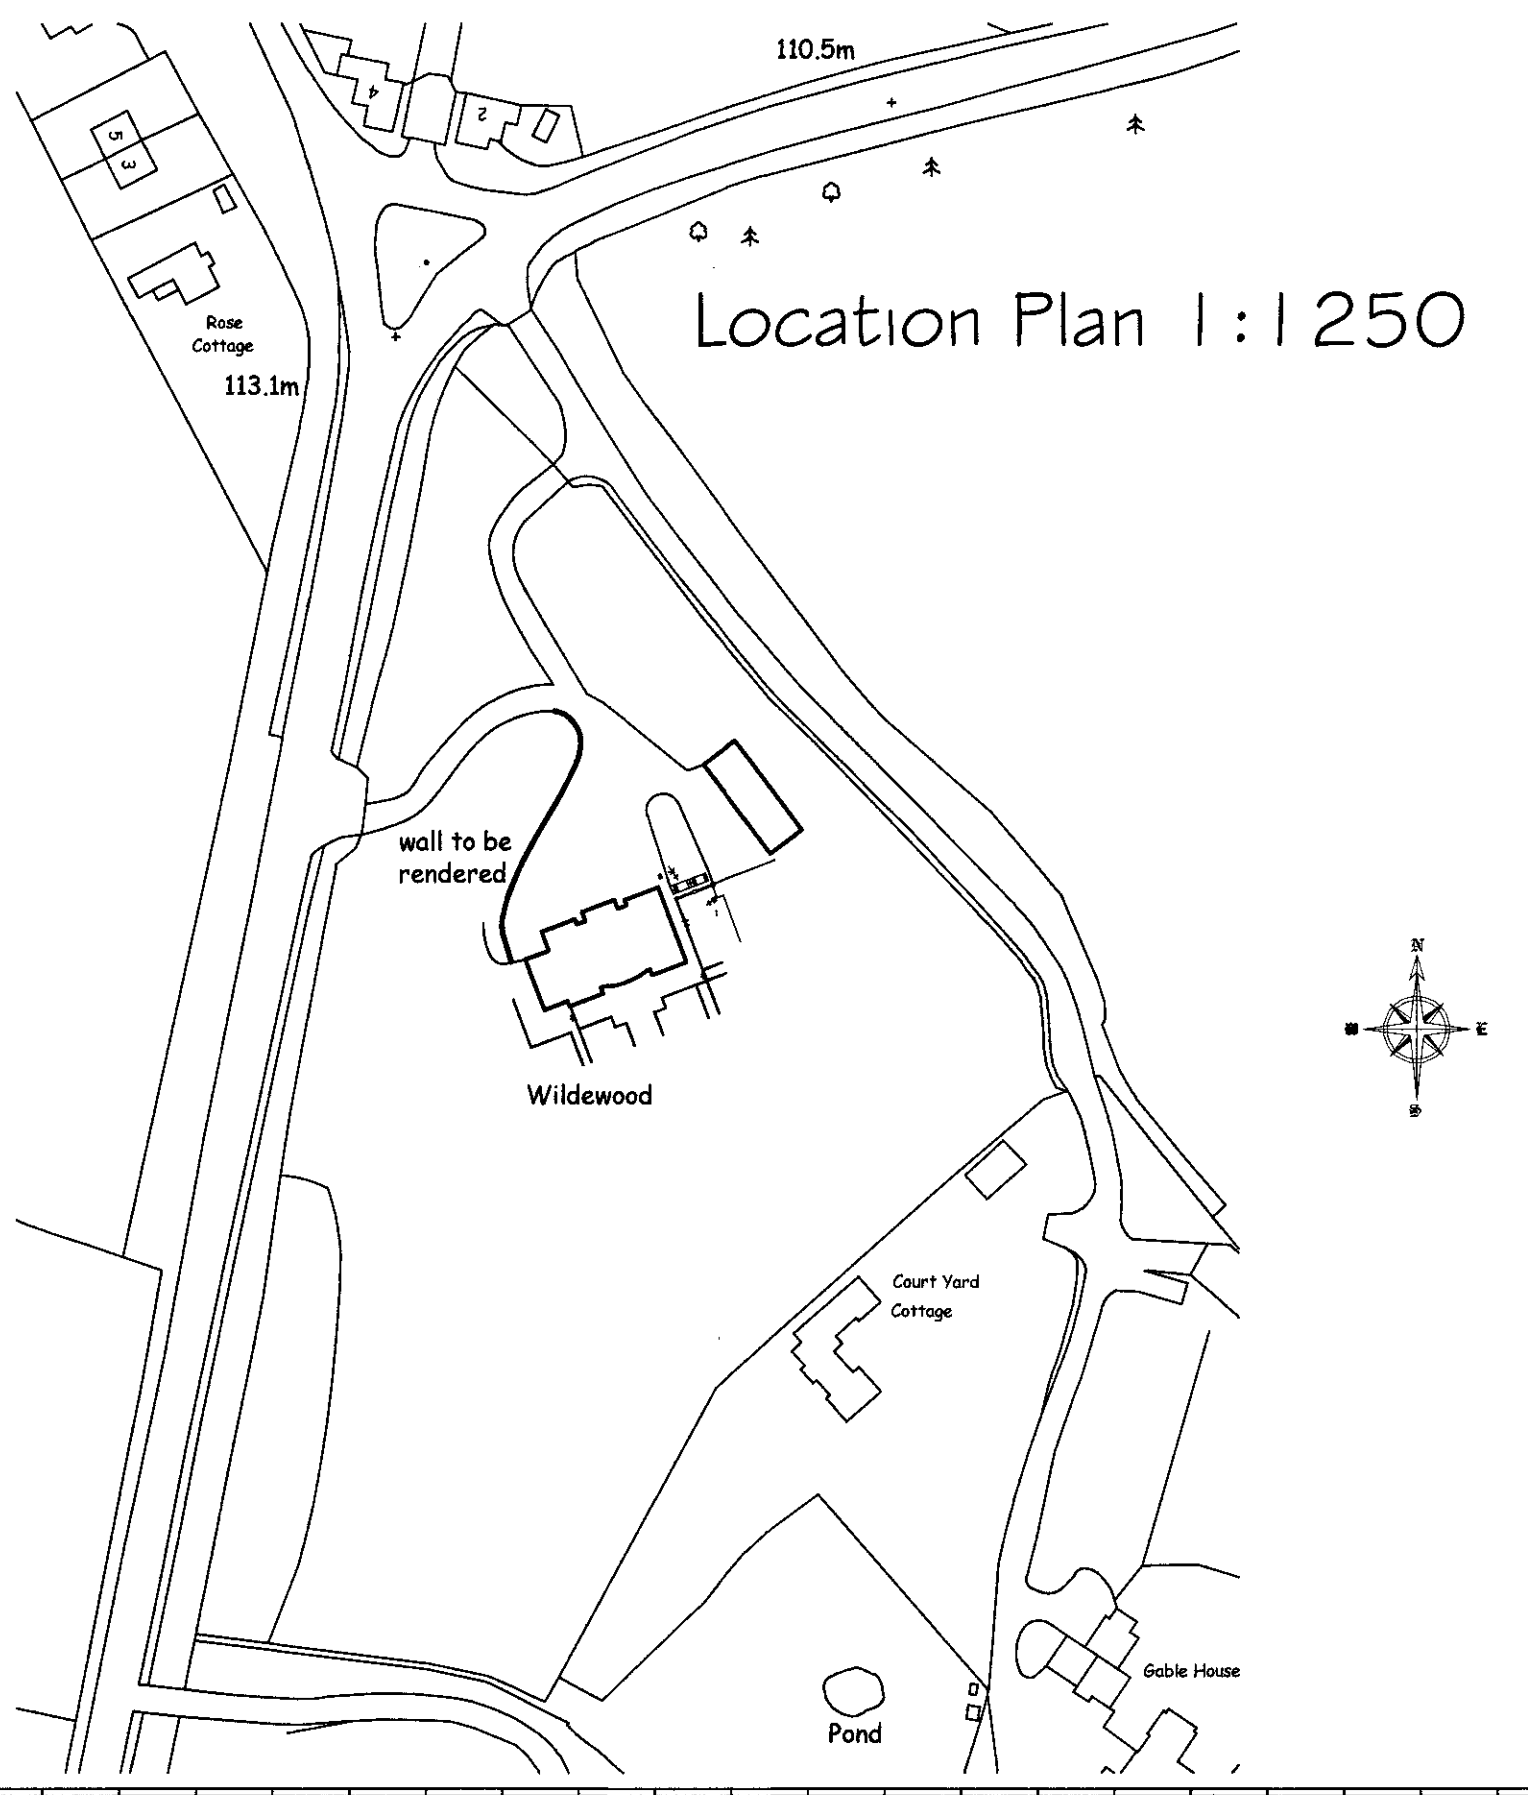 110.5m
4
2
5
3
Location Plan 1:1250
Rose
Cottage
113.1m
wall to be
rendered
N
W
E
S
Wildewood
Court Yard
Cottage
Gable House
Pond